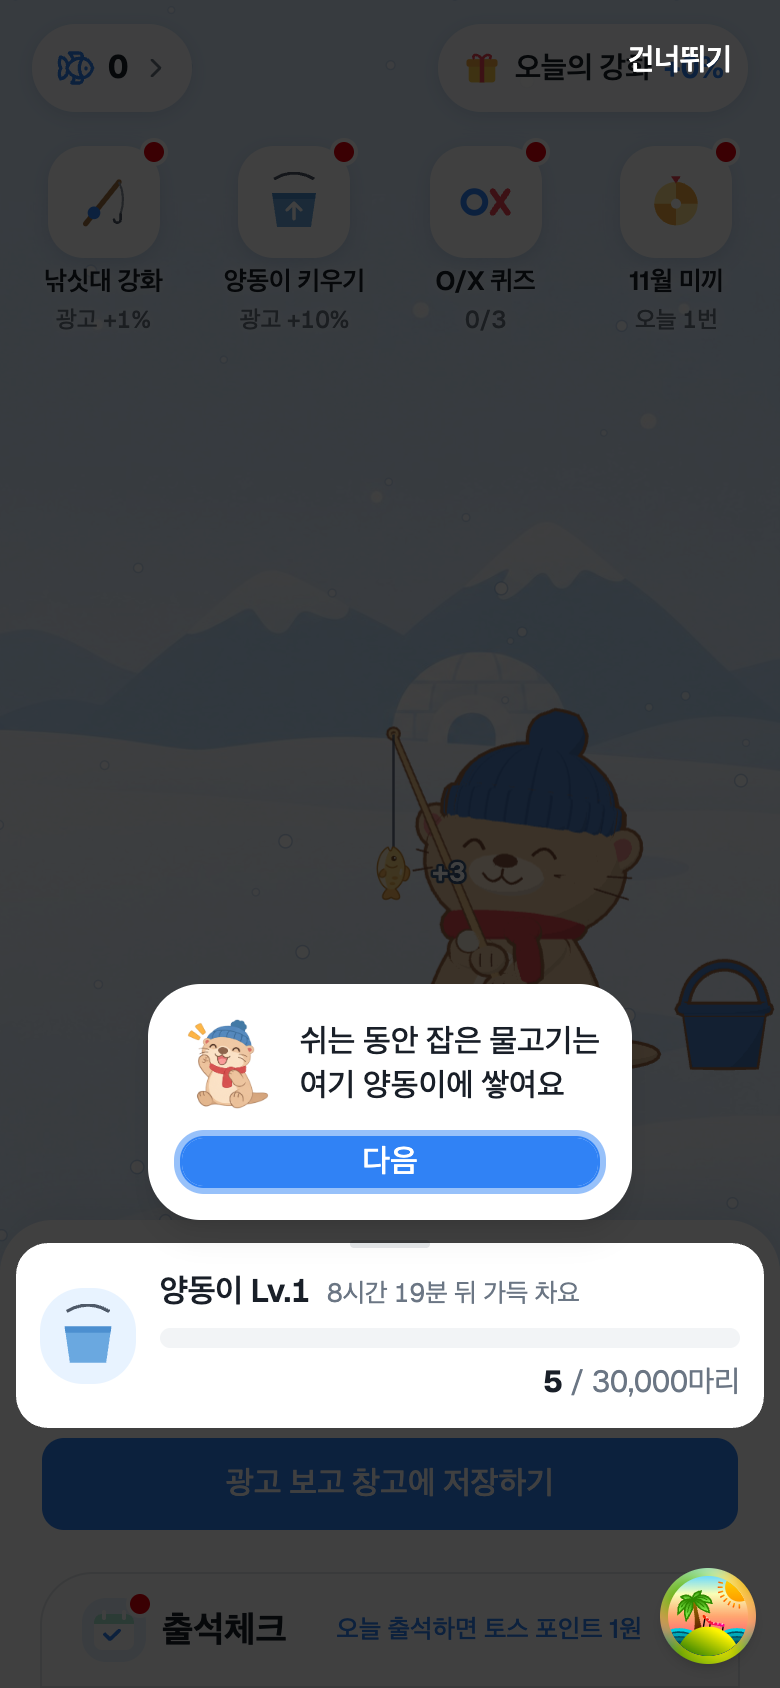 0
오늘의 강화
건너뛰기
낚싯대 강화
양동이 키우기
O/X 퀴즈
11월 미끼
광고 +1%
광고 +10%
0/3
오늘 1번
OX
+3
쉬는 동안 잡은 물고기는
여기 양동이에 쌓여요
다음
양동이 Lv.1 8시간 19분 뒤 가득 차요
5 / 30,000마리
광고 보고 창고에 저장하기
출석체크 오늘 출석하면 토스 포인트 1원